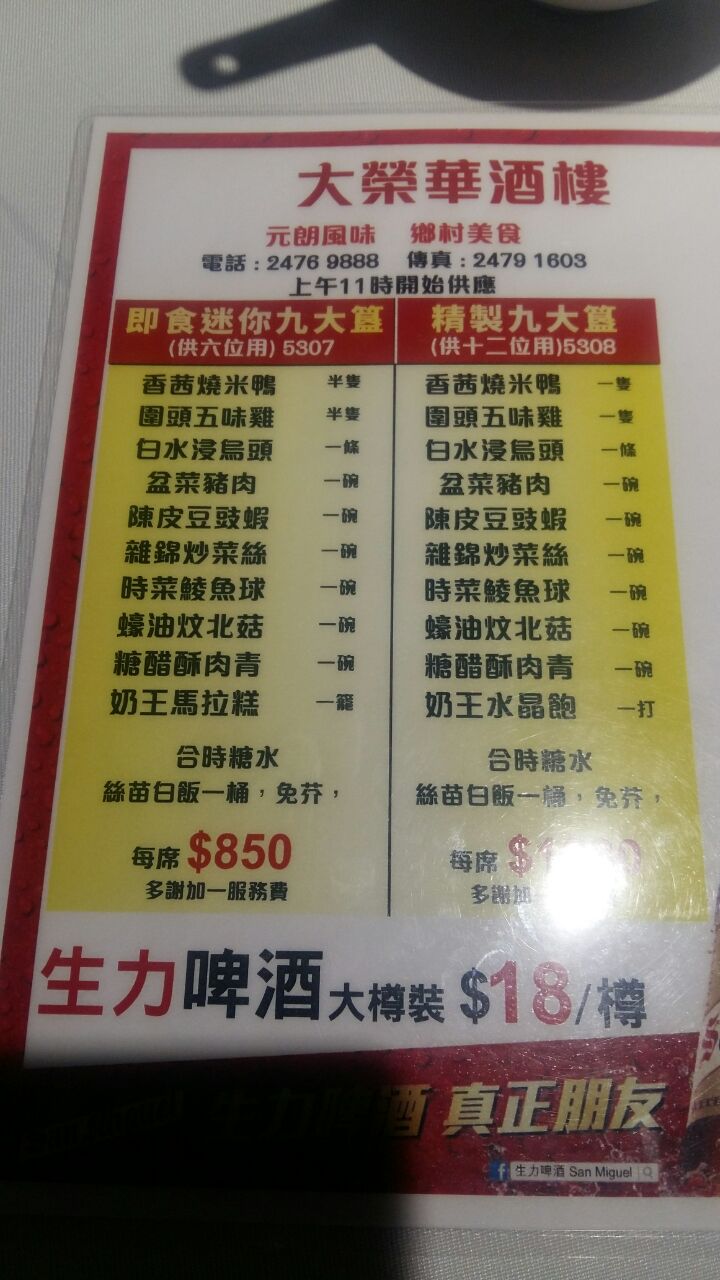 大榮華酒樓
元朗風味 鄉村美食
電話:2476 9888 傳真:2479 1603
上午11時開始供應
即食迷你九大簋
(供六位用) 5307
香茜燒米鴨 半隻
圍頭五味雞 半隻
白水浸烏頭 一條
盆菜豬肉 一碗
陳皮豆豉蝦 一碗
雜錦炒菜絲 一碗
時菜鯪魚球 一碗
蠔油炆北菇 一碗
糖醋酥肉青 一碗
奶王馬拉糕 一籠
合時糖水
絲苗白飯一桶，免芥，
每席 $850
多謝加一服務費
精製九大簋
(供十二位用)5308
香茜燒米鴨 一隻
圍頭五味雞 一隻
白水浸烏頭 一條
盆菜豬肉 一碗
陳皮豆豉蝦 一碗
雜錦炒菜絲 一碗
時菜鯪魚球 一碗
蠔油炆北菇 一碗
糖醋酥肉青 一碗
奶王水晶飽 一打
合時糖水
絲苗白飯一桶，免芥，
每席
多謝加
生力啤酒大樽裝 $18/樽
生力啤酒 真正朋友
生力啤酒 San Miguel